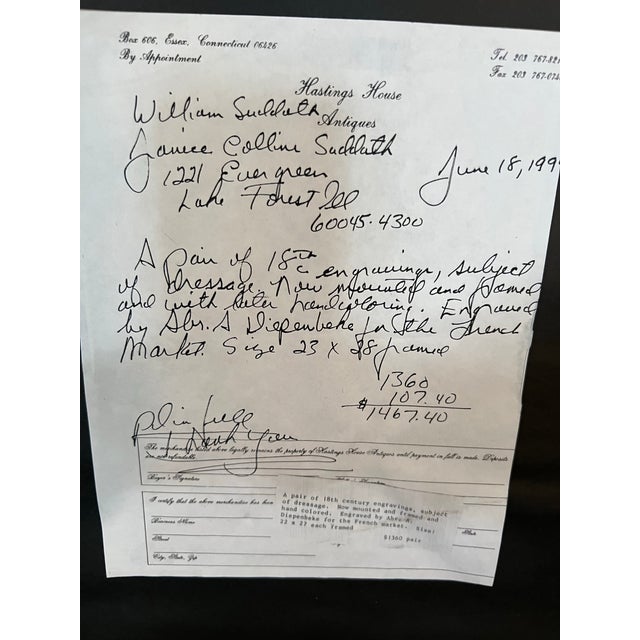 Box 606, Essex, Connecticut 06426
By Appointment
Tel. 203 767-82
Fax 203 767-07
Hastings House
Antiques
William Suddath
Janice Colline Suddath
1221 Evergreen
June 18, 199
Lake Forest Ill
60045-4300
A Pair of 18th c engravings, subject
of Dressage. Now mounted and framed
and with later handcoloring. Engraved
by Abr. A Diepenbeke for the French
Market. Size 23 x 28 framed
1360
107.40
$1467.40
Thank You
The merchandise listed above legally remains the property of Hastings House Antiques until payment in full is made. Deposits
are non refundable
Buyer's Signature
I certify that the above merchandise has been
Business Name
Street
State
City, State, Zip
A pair of 18th century engravings, subject
of dressage. Now mounted and framed and
hand colored. Engraved by Abra. A.
Diepenbeke for the French market. Size:
22 x 27 each framed
$1360 pair